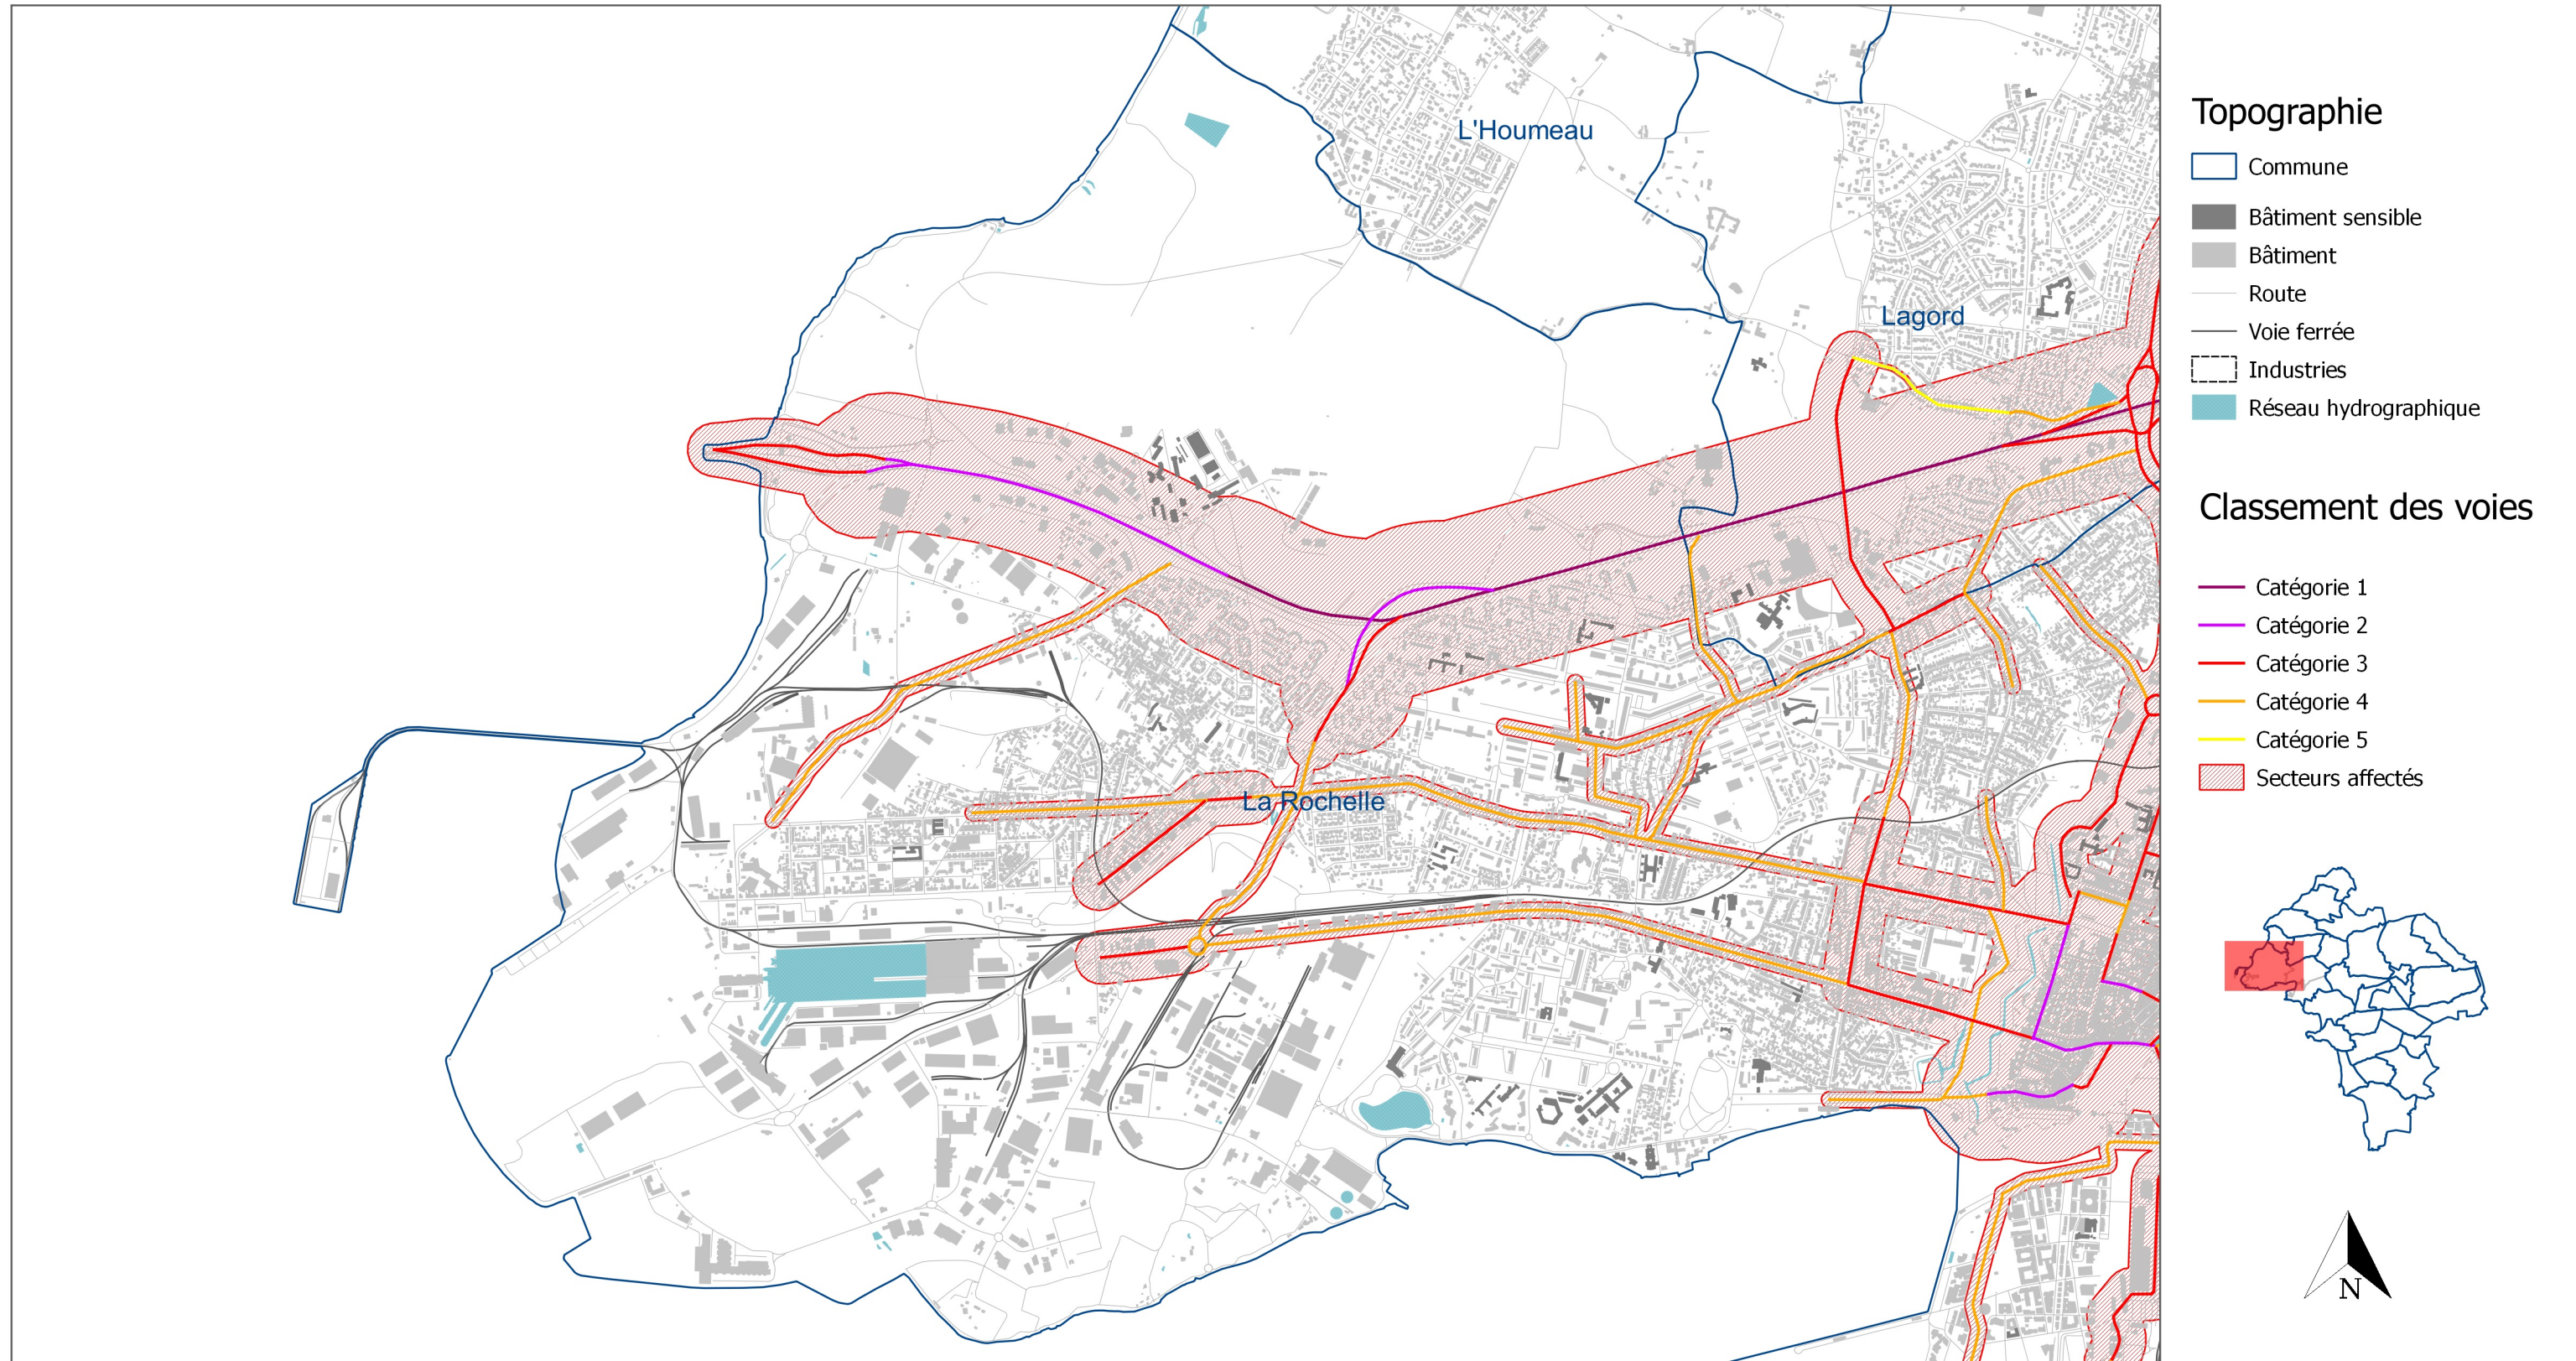 L'Houmeau
Lagord
La Rochelle
Topographie
Commune
Bâtiment sensible
Bâtiment
Route
Voie ferrée
Industries
Réseau hydrographique
Classement des voies
Catégorie 1
Catégorie 2
Catégorie 3
Catégorie 4
Catégorie 5
Secteurs affectés
N